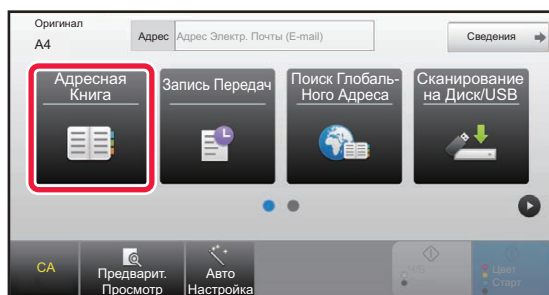 Оригинал
A4
Адрес
Адрес Электр. Почты (E-mail)
Сведения
Адресная
Книга
Запись Передач
Поиск Глобаль-
Ного Адреса
Сканирование
на Диск/USB
CA
Предварит.
Просмотр
Авто
Настройка
Ч/Б
Старт
Цвет
Старт